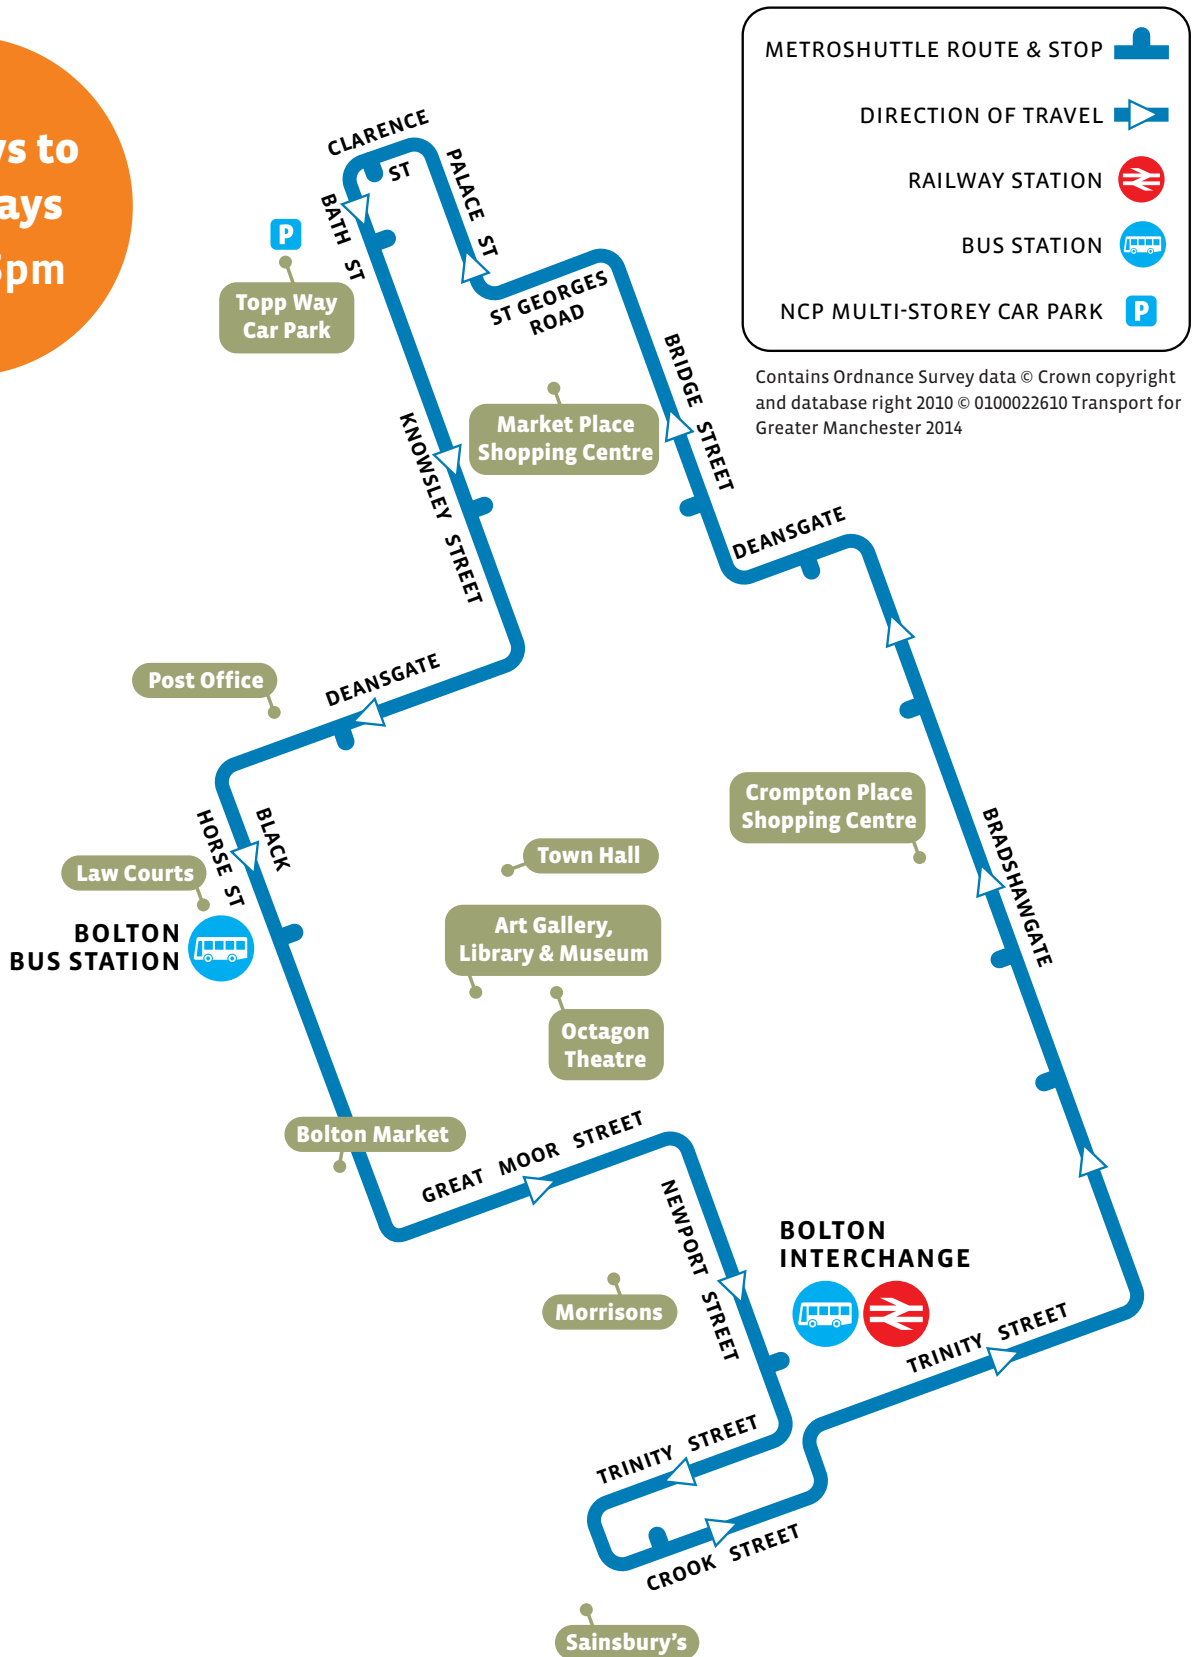 ys to
ays
5pm
METROSHUTTLE ROUTE & STOP
DIRECTION OF TRAVEL
RAILWAY STATION
BUS STATION
NCP MULTI-STOREY CAR PARK P
Contains Ordnance Survey data © Crown copyright
and database right 2010 © 0100022610 Transport for
Greater Manchester 2014
CLARENCE
ST
PALACE ST
BATH ST
P
Topp Way
Car Park
ST GEORGES
ROAD
BRIDGE STREET
Market Place
Shopping Centre
KNOWSLEY STREET
DEANSGATE
DEANSGATE
Post Office
BLACK
HORSE ST
Law Courts
BOLTON
BUS STATION
Town Hall
Crompton Place
Shopping Centre
BRADSHAWGATE
Art Gallery,
Library & Museum
Octagon
Theatre
Bolton Market
GREAT MOOR STREET
NEWPORT STREET
BOLTON
INTERCHANGE
Morrisons
TRINITY STREET
TRINITY STREET
CROOK STREET
Sainsbury's